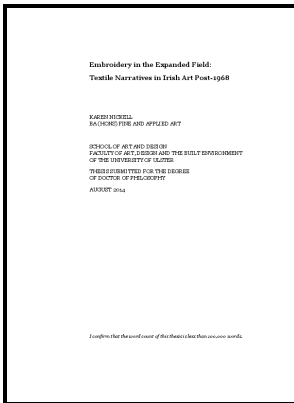 Embroidery in the Expanded Field:
Textile Narratives in Irish Art Post-1968
KAREN NICKELL
BA (HONS) FINE AND APPLIED ART
SCHOOL OF ART AND DESIGN
FACULTY OF ART, DESIGN AND THE BUILT ENVIRONMENT
OF THE UNIVERSITY OF ULSTER
THESIS SUBMITTED FOR THE DEGREE
OF DOCTOR OF PHILOSOPHY
AUGUST 2014
I confirm that the word count of this thesis is less than 100,000 words.